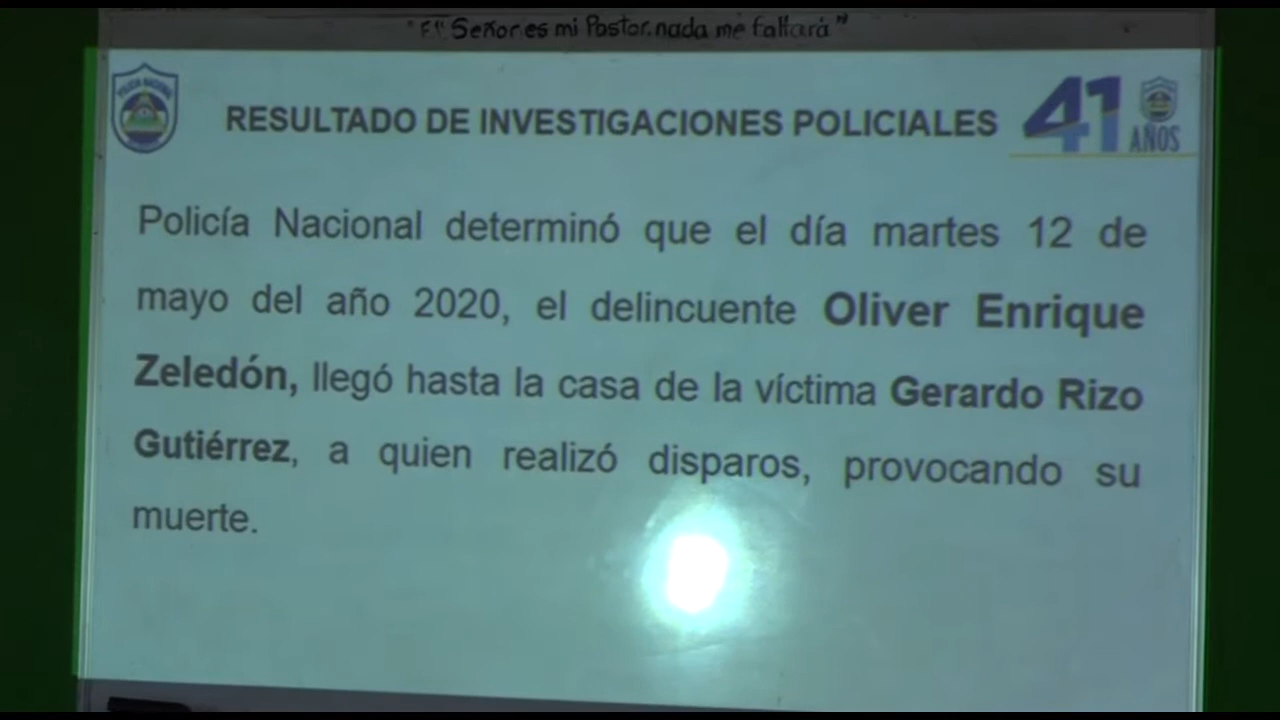 "El Señor es mi Pastor, nada me faltará"
POLICÍA NACIONAL
RESULTADO DE INVESTIGACIONES POLICIALES
41
AÑOS
Policía Nacional determinó que el día martes 12 de
mayo del año 2020, el delincuente Oliver Enrique
Zeledón, llegó hasta la casa de la víctima Gerardo Rizo
Gutiérrez, a quien realizó disparos, provocando su
muerte.